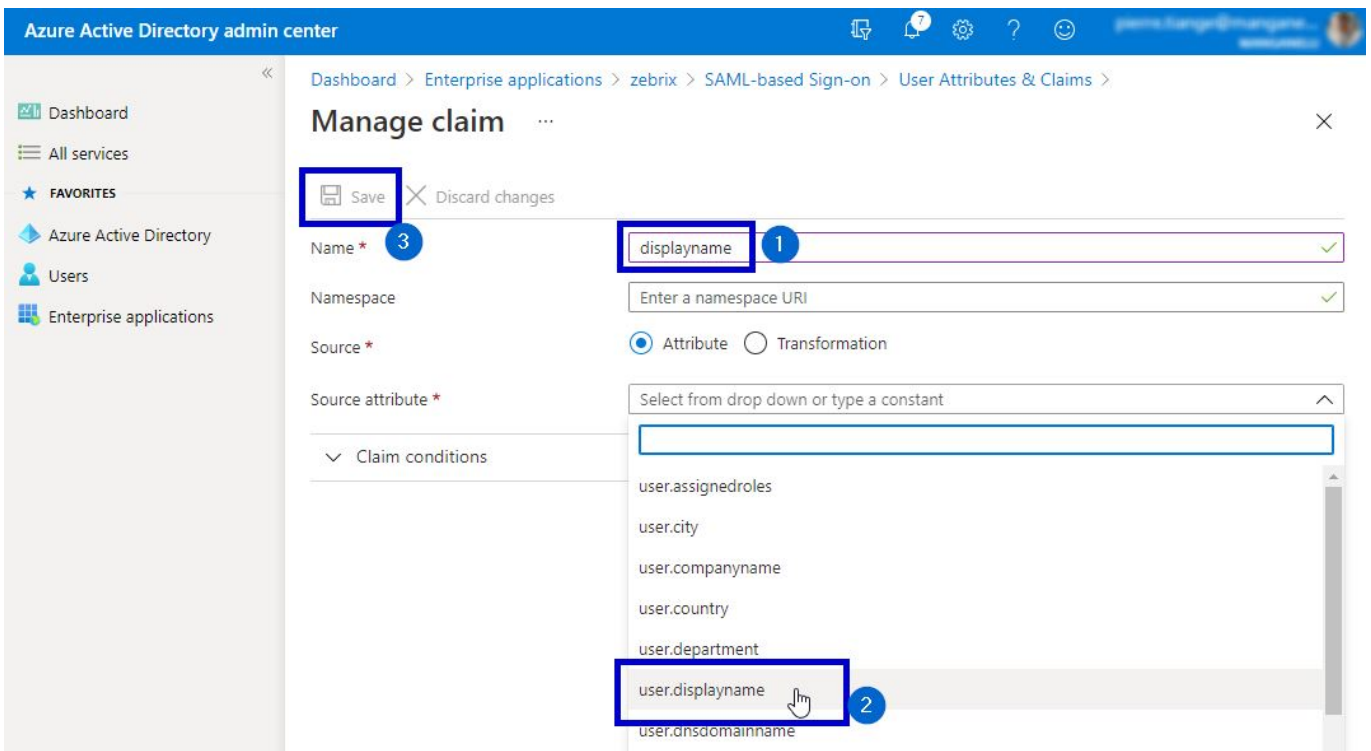 Azure Active Directory admin center
7
Dashboard > Enterprise applications > zebrix > SAML-based Sign-on > User Attributes & Claims >
Manage claim ...
Dashboard
All services
FAVORITES
Azure Active Directory
Users
Enterprise applications
Save
Discard changes
3
Name *
displayname
1
Namespace
Enter a namespace URI
Source *
Attribute
Transformation
Source attribute *
Select from drop down or type a constant
Claim conditions
user.assignedroles
user.city
user.companyname
user.country
user.department
user.displayname
2
user.dnsdomainname